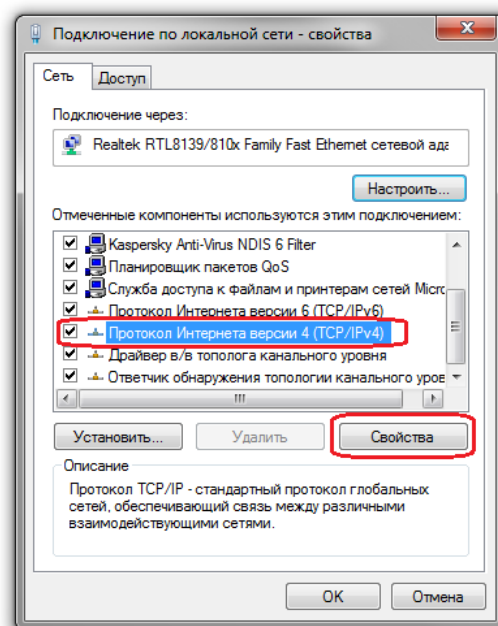 Подключение по локальной сети - свойства
Сеть Доступ
Подключение через:
Realtek RTL8139/810x Family Fast Ethernet сетевой ада
Настроить...
Отмеченные компоненты используются этим подключением:
Kaspersky Anti-Virus NDIS 6 Filter
Планировщик пакетов QoS
Служба доступа к файлам и принтерам сетей Micro
Протокол Интернета версии 6 (TCP/IPv6)
Протокол Интернета версии 4 (TCP/IPv4)
Драйвер в/в тополога канального уровня
Ответчик обнаружения топологии канального уров
Установить... Удалить Свойства
Описание
Протокол TCP/IP - стандартный протокол глобальных
сетей, обеспечивающий связь между различными
взаимодействующими сетями.
OK Отмена